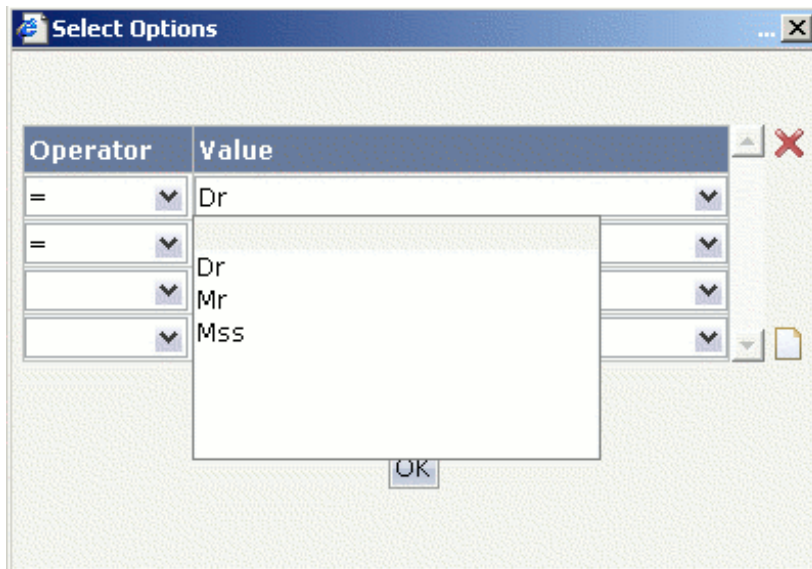 Select Options
...
Operator Value
= Dr
=
Dr
Mr
Mss
OK